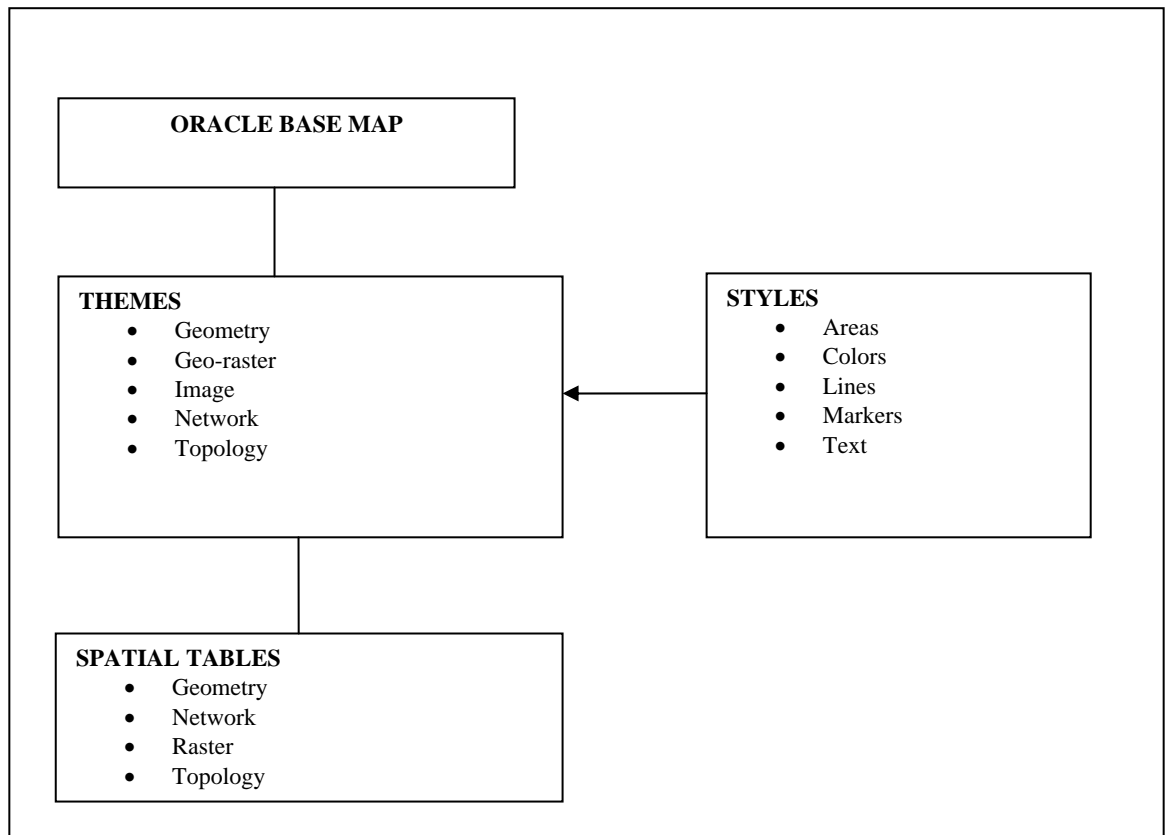 ORACLE BASE MAP
THEMES
• Geometry
• Geo-raster
• Image
• Network
• Topology
STYLES
• Areas
• Colors
• Lines
• Markers
• Text
SPATIAL TABLES
• Geometry
• Network
• Raster
• Topology